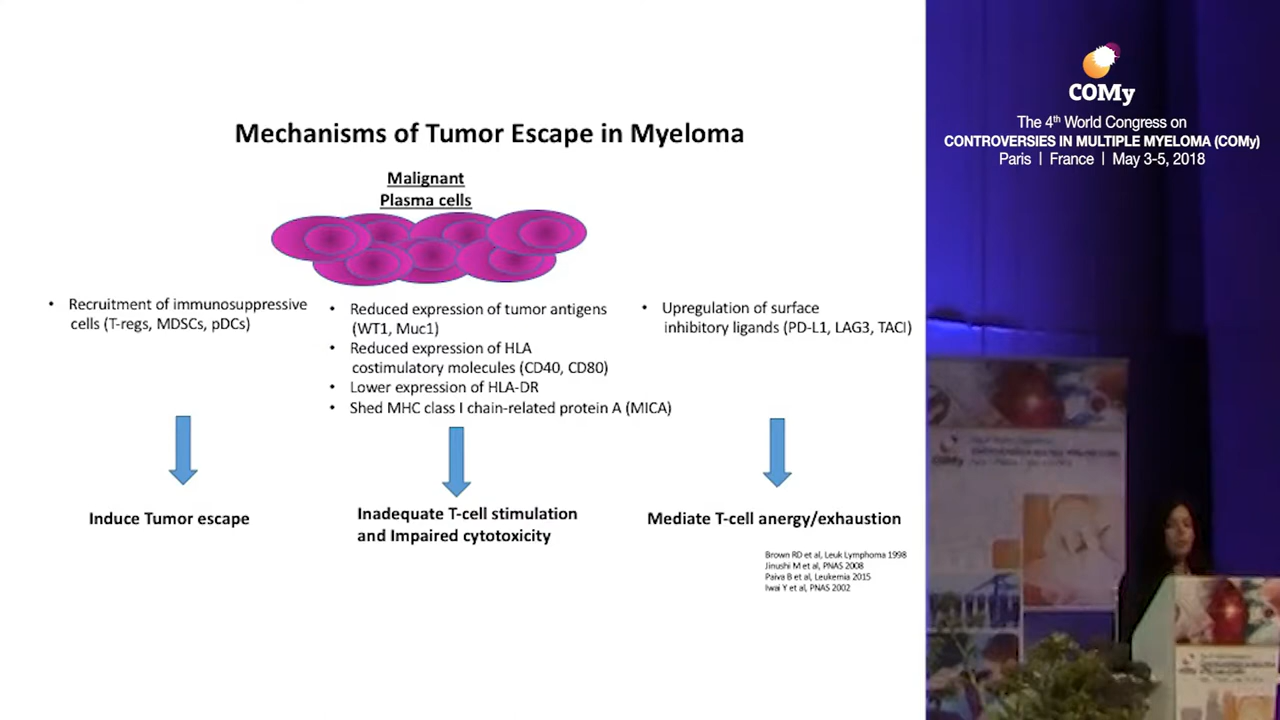 Mechanisms of Tumor Escape in Myeloma
Malignant
Plasma cells
• Recruitment of immunosuppressive
cells (T-regs, MDSCs, pDCs)
• Reduced expression of tumor antigens
(WT1, Muc1)
• Reduced expression of HLA
costimulatory molecules (CD40, CD80)
• Lower expression of HLA-DR
• Shed MHC class I chain-related protein A (MICA)
• Upregulation of surface
inhibitory ligands (PD-L1, LAG3, TACI)
Induce Tumor escape
Inadequate T-cell stimulation
and Impaired cytotoxicity
Mediate T-cell anergy/exhaustion
Brown RD et al, Leuk Lymphoma 1998
Jinushi M et al, PNAS 2008
Paiva B et al, Leukemia 2015
Iwai Y et al, PNAS 2002
COMy
The 4th World Congress on
CONTROVERSIES IN MULTIPLE MYELOMA (COMy)
Paris | France | May 3-5, 2018
COMy
COMy